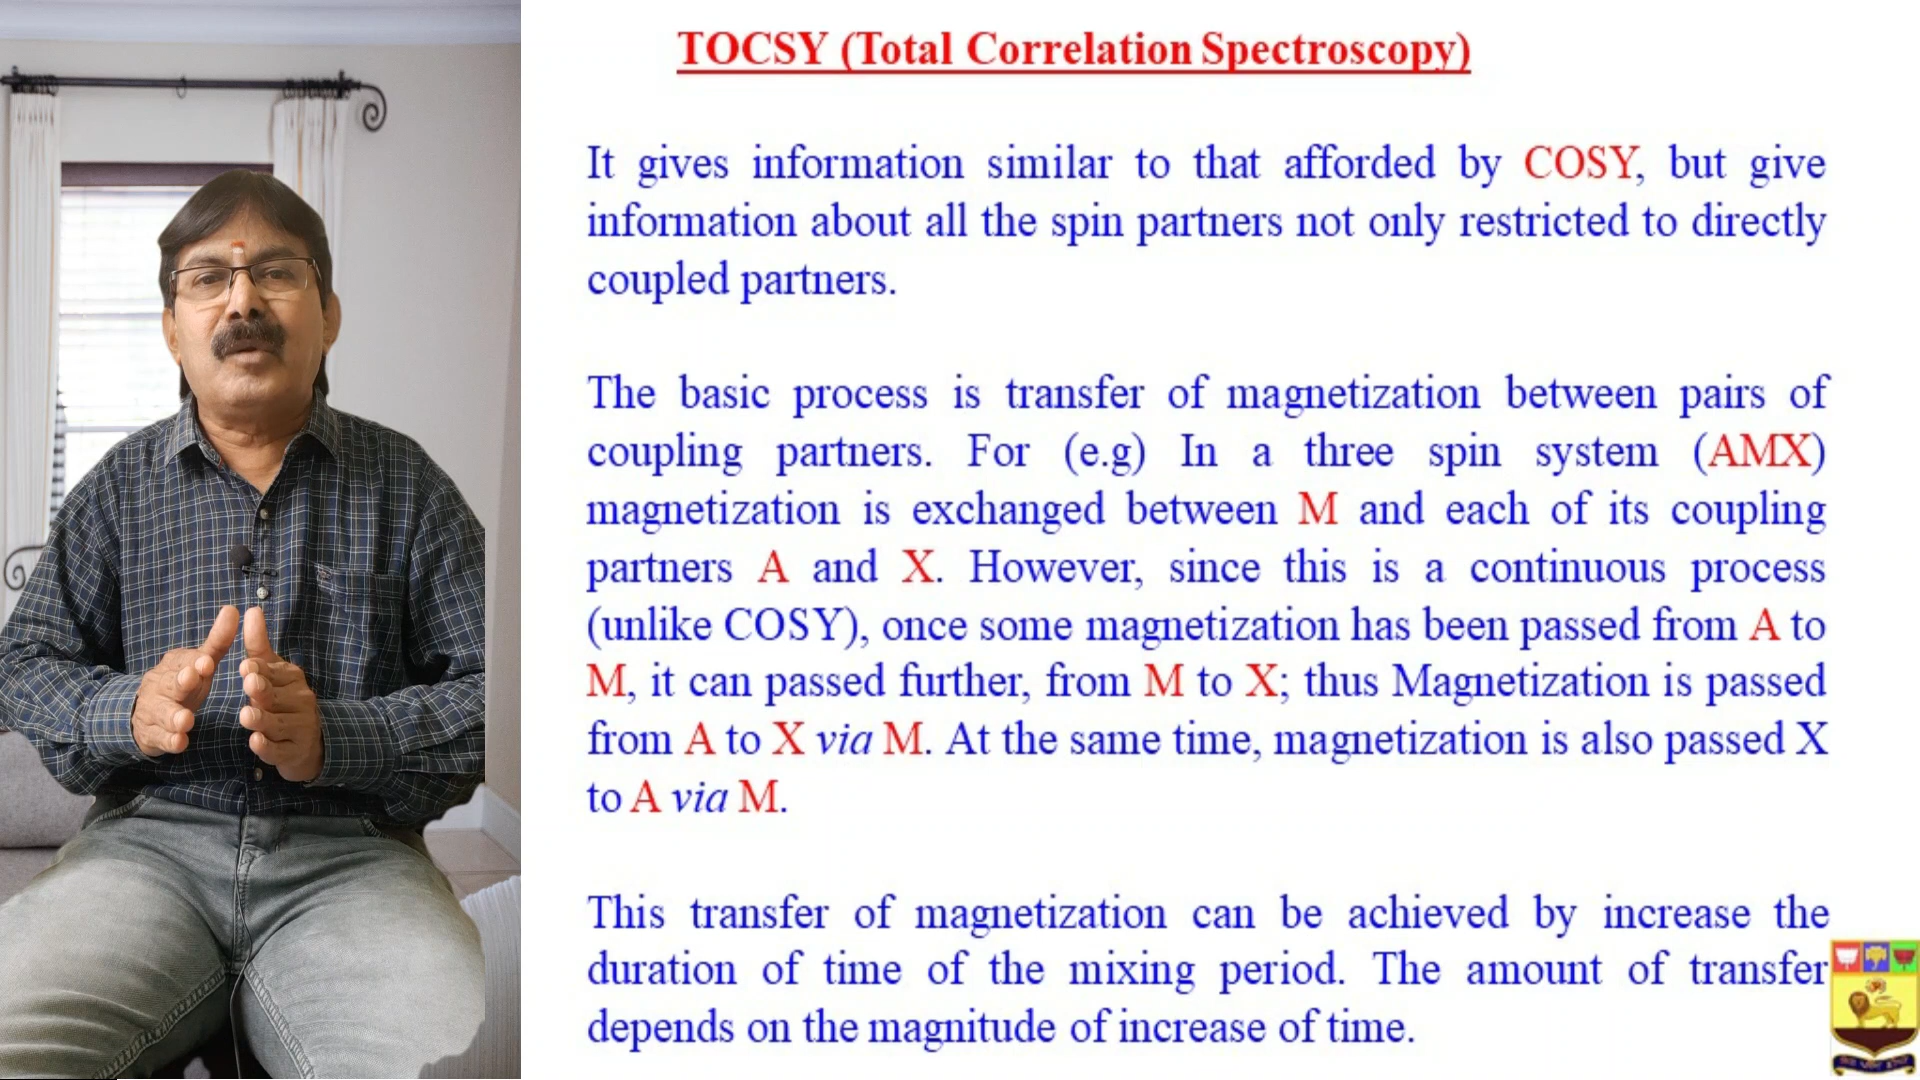 TOCSY (Total Correlation Spectroscopy)
It gives information similar to that afforded by COSY, but give
information about all the spin partners not only restricted to directly
coupled partners.
The basic process is transfer of magnetization between pairs of
coupling partners. For (e.g) In a three spin system (AMX)
magnetization is exchanged between M and each of its coupling
partners A and X. However, since this is a continuous process
(unlike COSY), once some magnetization has been passed from A to
M, it can passed further, from M to X; thus Magnetization is passed
from A to X via M. At the same time, magnetization is also passed X
to A via M.
This transfer of magnetization can be achieved by increase the
duration of time of the mixing period. The amount of transfer
depends on the magnitude of increase of time.